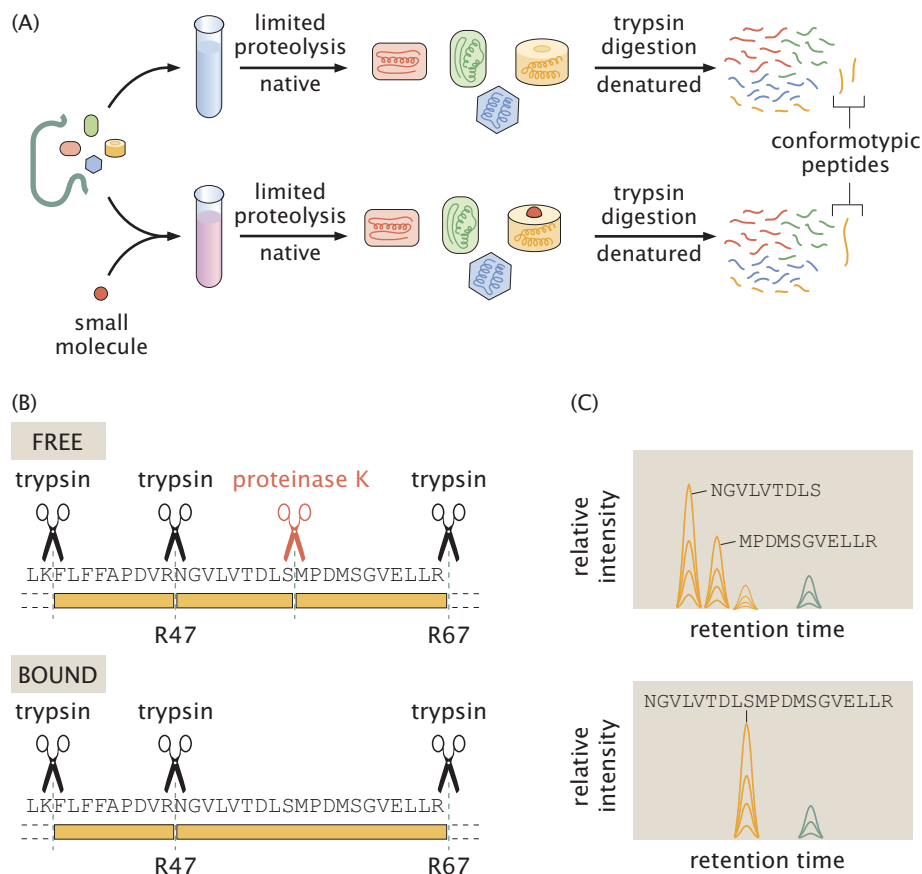 (A)
limited
proteolysis
native
trypsin
digestion
denatured
conformotypic
peptides
limited
proteolysis
native
trypsin
digestion
denatured
small
molecule
(B)
FREE
trypsin trypsin proteinase K trypsin
LKFLFFAPDVRNGVLVTDLSMPDMSGVELLR
R47 R67
BOUND
trypsin trypsin trypsin
LKFLFFAPDVRNGVLVTDLSMPDMSGVELLR
R47 R67
(C)
relative
intensity
NGVLVTDLS
MPDMSGVELLR
retention time
relative
intensity
NGVLVTDLSMPDMSGVELLR
retention time